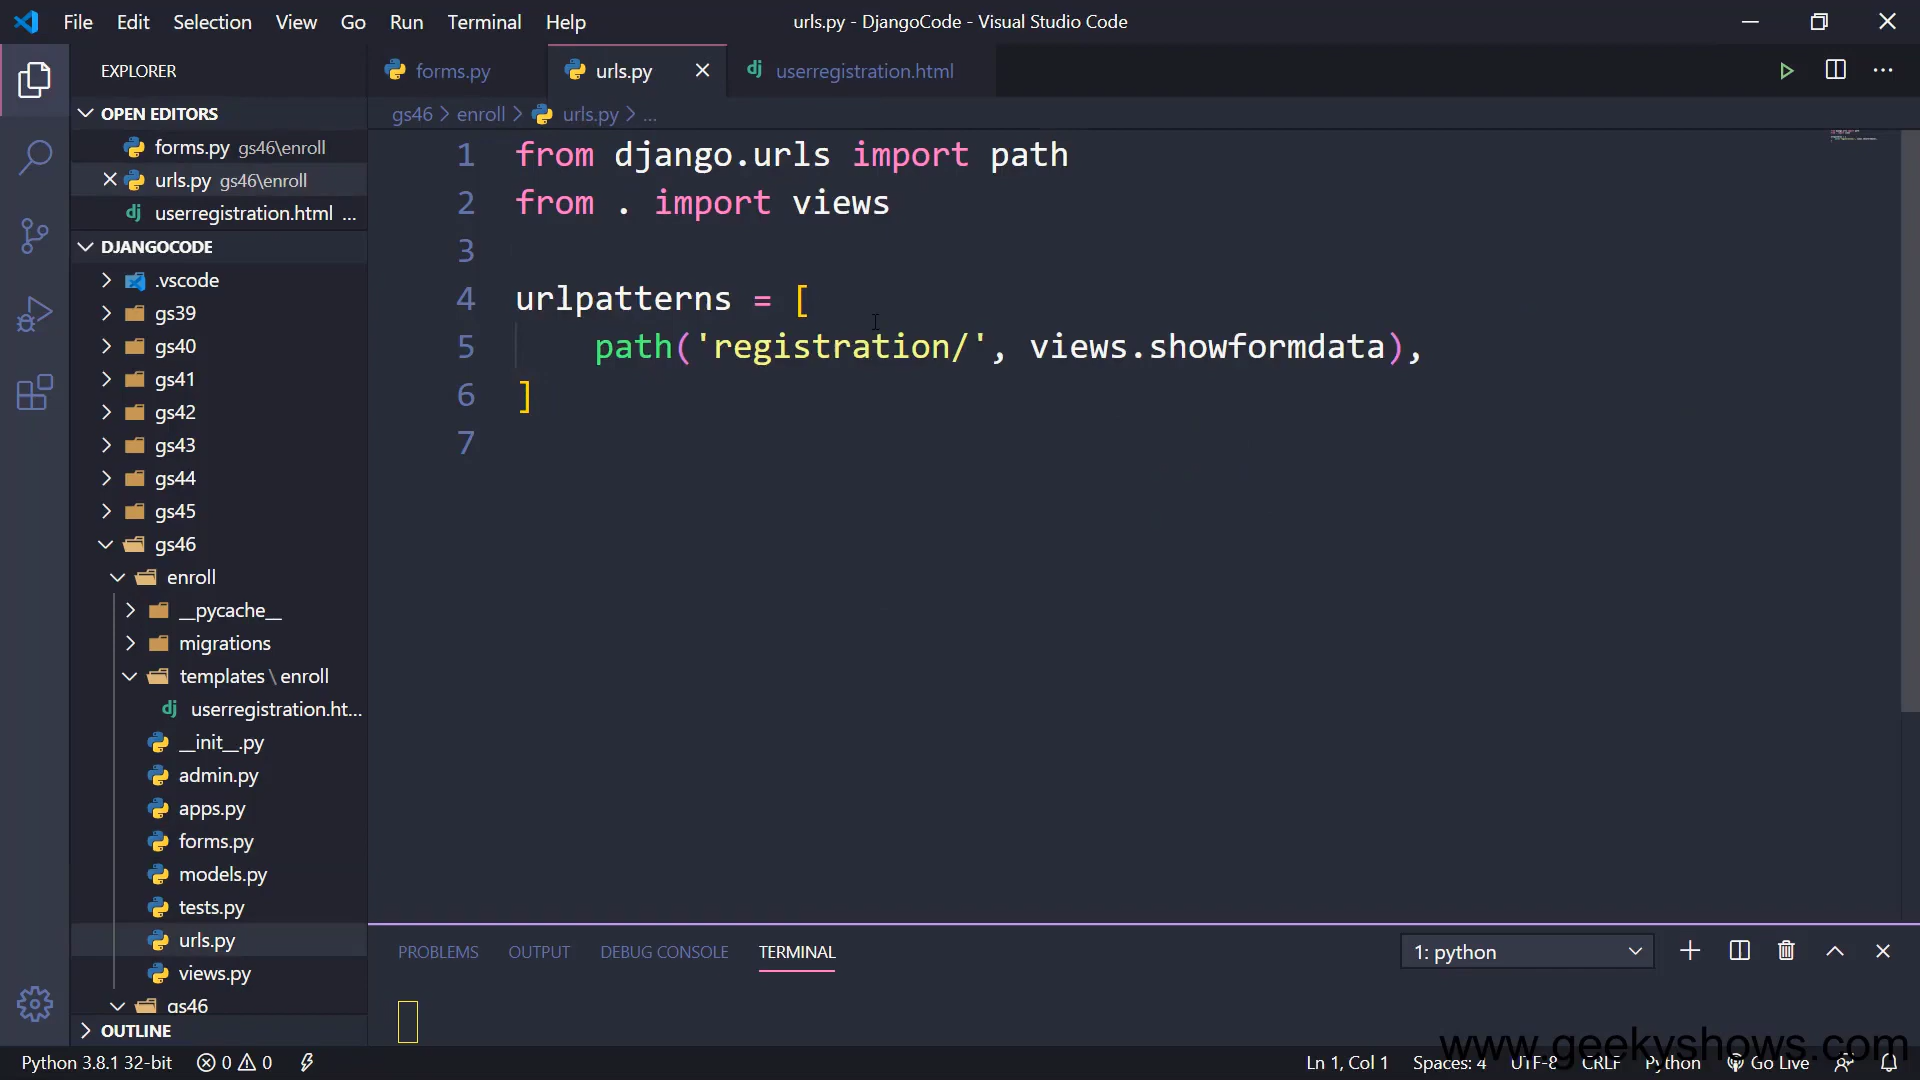 File Edit Selection View Go Run Terminal Help
urls.py - DjangoCode - Visual Studio Code
EXPLORER
OPEN EDITORS
forms.py gs46\enroll
urls.py gs46\enroll
userregistration.html ...
DJANGOCODE
.vscode
gs39
gs40
gs41
gs42
gs43
gs44
gs45
gs46
enroll
__pycache__
migrations
templates\enroll
dj userregistration.ht...
__init__.py
admin.py
apps.py
forms.py
models.py
tests.py
urls.py
views.py
gs46
OUTLINE
forms.py urls.py dj userregistration.html
gs46 > enroll > urls.py > ...
1 from django.urls import path
2 from . import views
3
4 urlpatterns = [
5 path('registration/', views.showformdata),
6 ]
7
PROBLEMS OUTPUT DEBUG CONSOLE TERMINAL 1: python
www.geekyshows.com
Python 3.8.1 32-bit 0 0 Ln 1, Col 1 Spaces: 4 UTF-8 CRLF Python Go Live